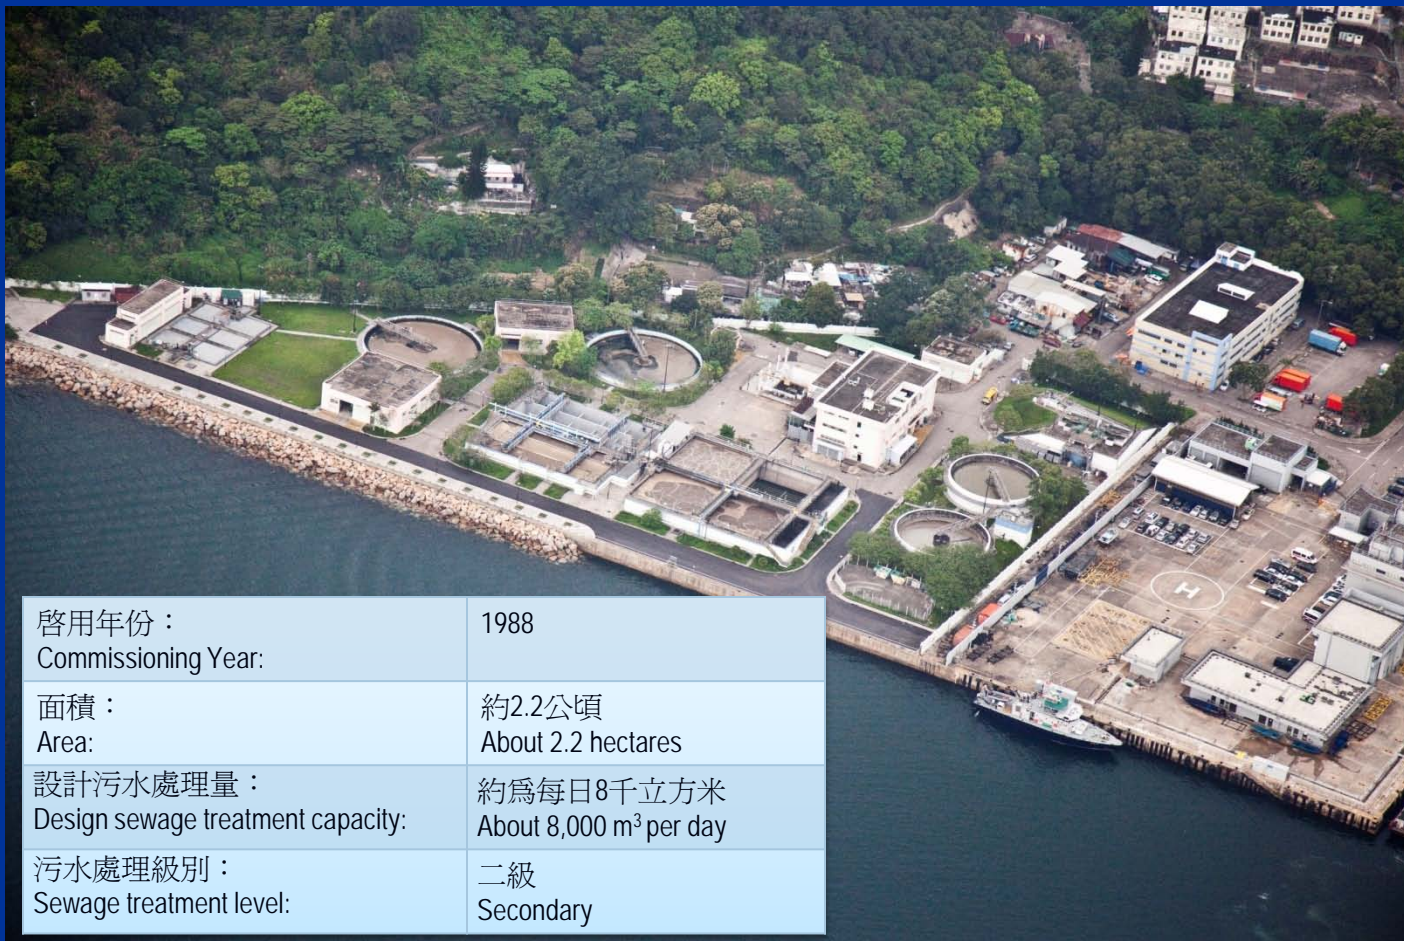 啓用年份：
Commissioning Year:
1988
面積：
Area:
約2.2公頃
About 2.2 hectares
設計污水處理量：
Design sewage treatment capacity:
約爲每日8千立方米
About 8,000 m³ per day
污水處理級別：
Sewage treatment level:
二級
Secondary
H